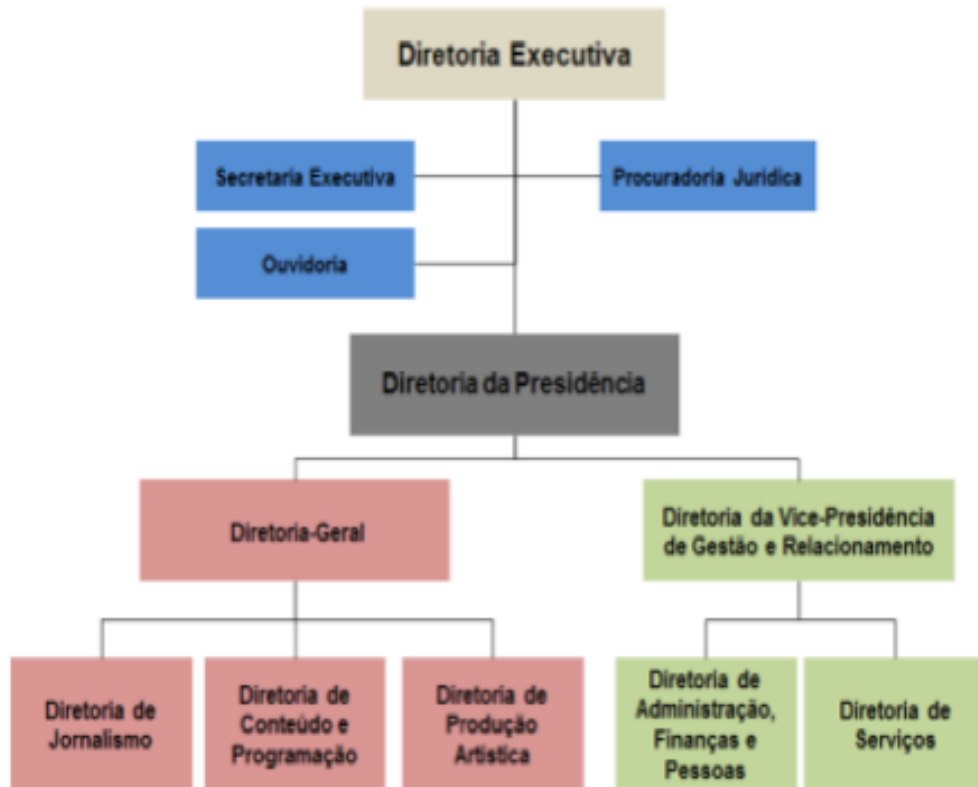 Diretoria Executiva
Secretaria Executiva
Procuradoria Jurídica
Ouvidoria
Diretoria da Presidência
Diretoria-Geral
Diretoria da Vice-Presidência
de Gestão e Relacionamento
Diretoria de
Jornalismo
Diretoria de
Conteúdo e
Programação
Diretoria de
Produção
Artística
Diretoria de
Administração,
Finanças e
Pessoas
Diretoria de
Serviços